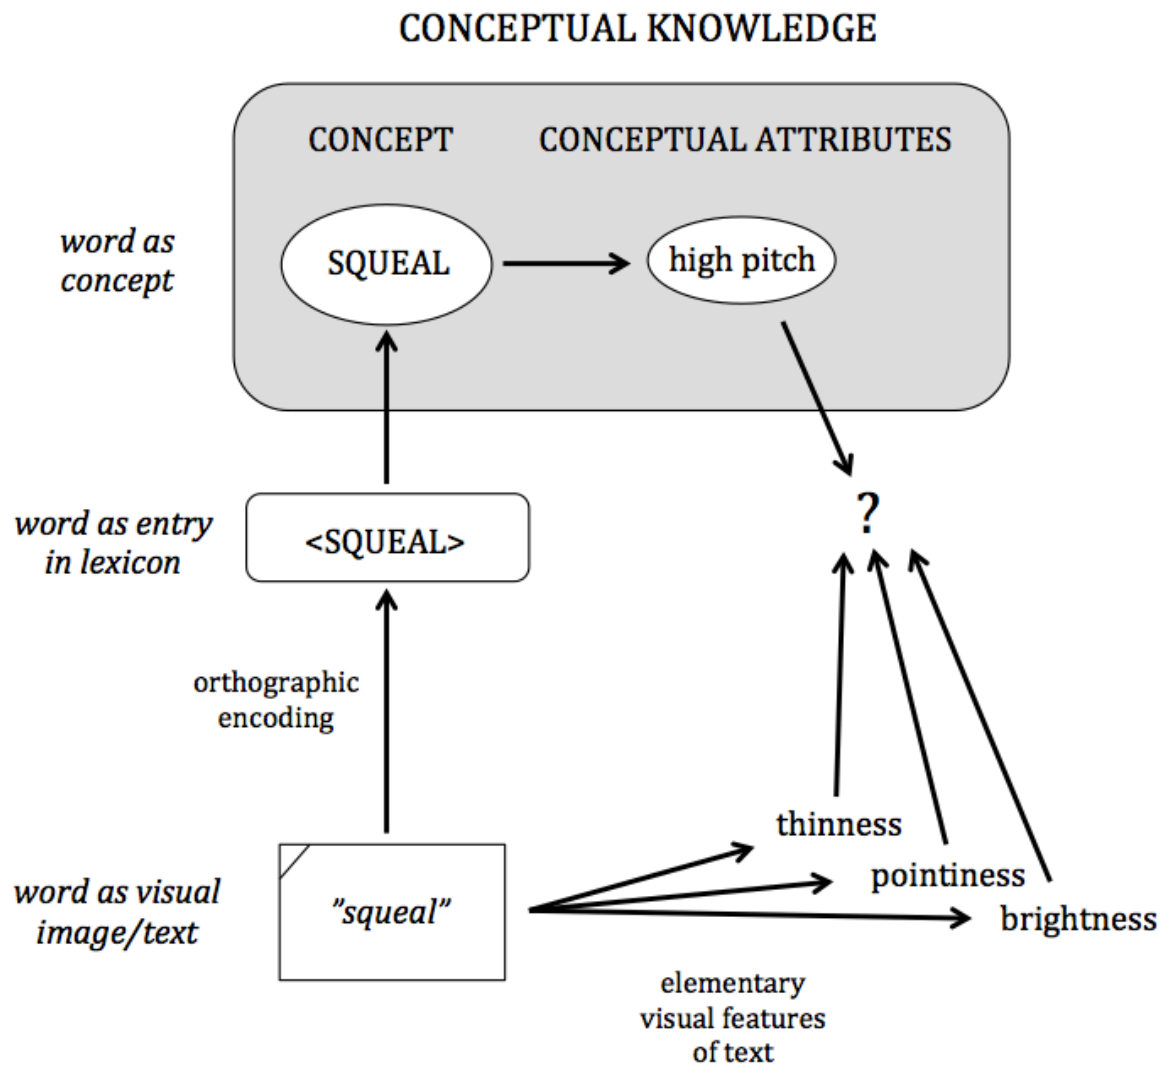 CONCEPTUAL KNOWLEDGE
CONCEPT
CONCEPTUAL ATTRIBUTES
word as
concept
SQUEAL
high pitch
word as entry
in lexicon
<SQUEAL>
?
orthographic
encoding
thinness
pointiness
brightness
word as visual
image/text
”squeal”
elementary
visual features
of text